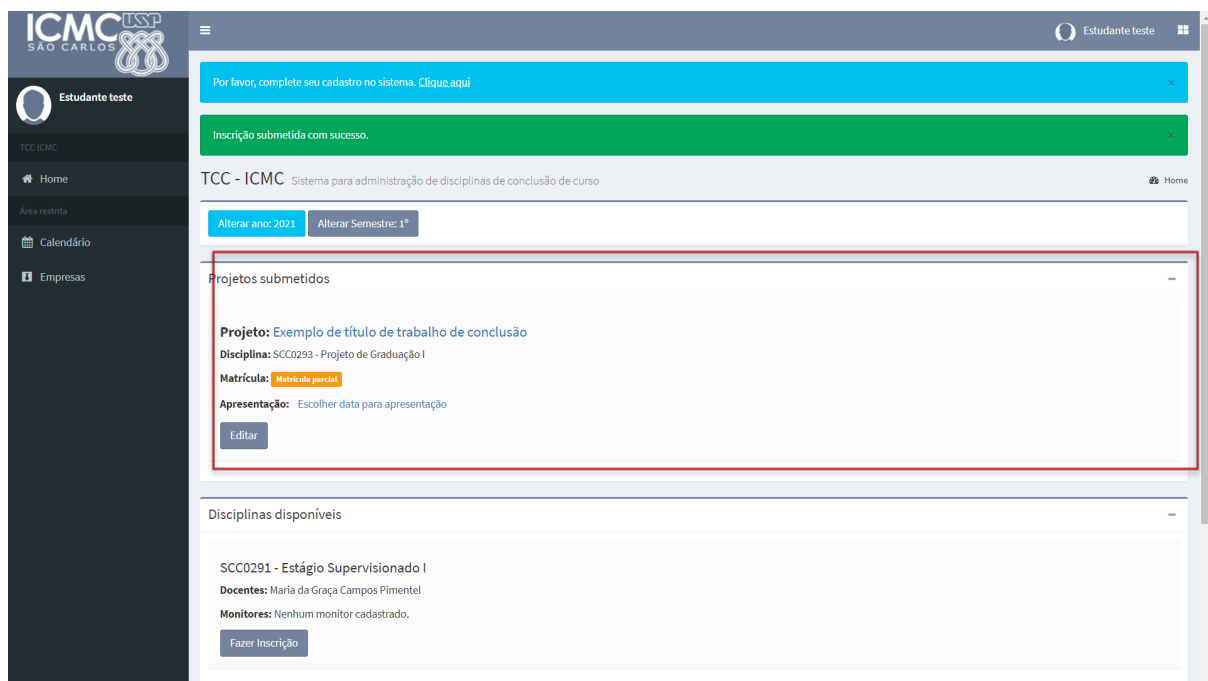 ICMC USP
SÃO CARLOS
Estudante teste
Estudante teste
TCC ICMC
Home
Área restrita
Calendário
Empresas
Por favor, complete seu cadastro no sistema. Clique aqui ×
Inscrição submetida com sucesso. ×
TCC - ICMC Sistema para administração de disciplinas de conclusão de curso Home
Alterar ano: 2021 Alterar Semestre: 1º
Projetos submetidos
Projeto: Exemplo de título de trabalho de conclusão
Disciplina: SCC0293 - Projeto de Graduação I
Matrícula: Matrícula parcial
Apresentação: Escolher data para apresentação
Editar
Disciplinas disponíveis
SCC0291 - Estágio Supervisionado I
Docentes: Maria da Graça Campos Pimentel
Monitores: Nenhum monitor cadastrado.
Fazer Inscrição